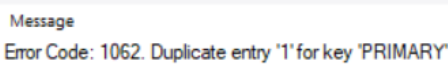 Message
Error Code: 1062. Duplicate entry '1' for key 'PRIMARY'